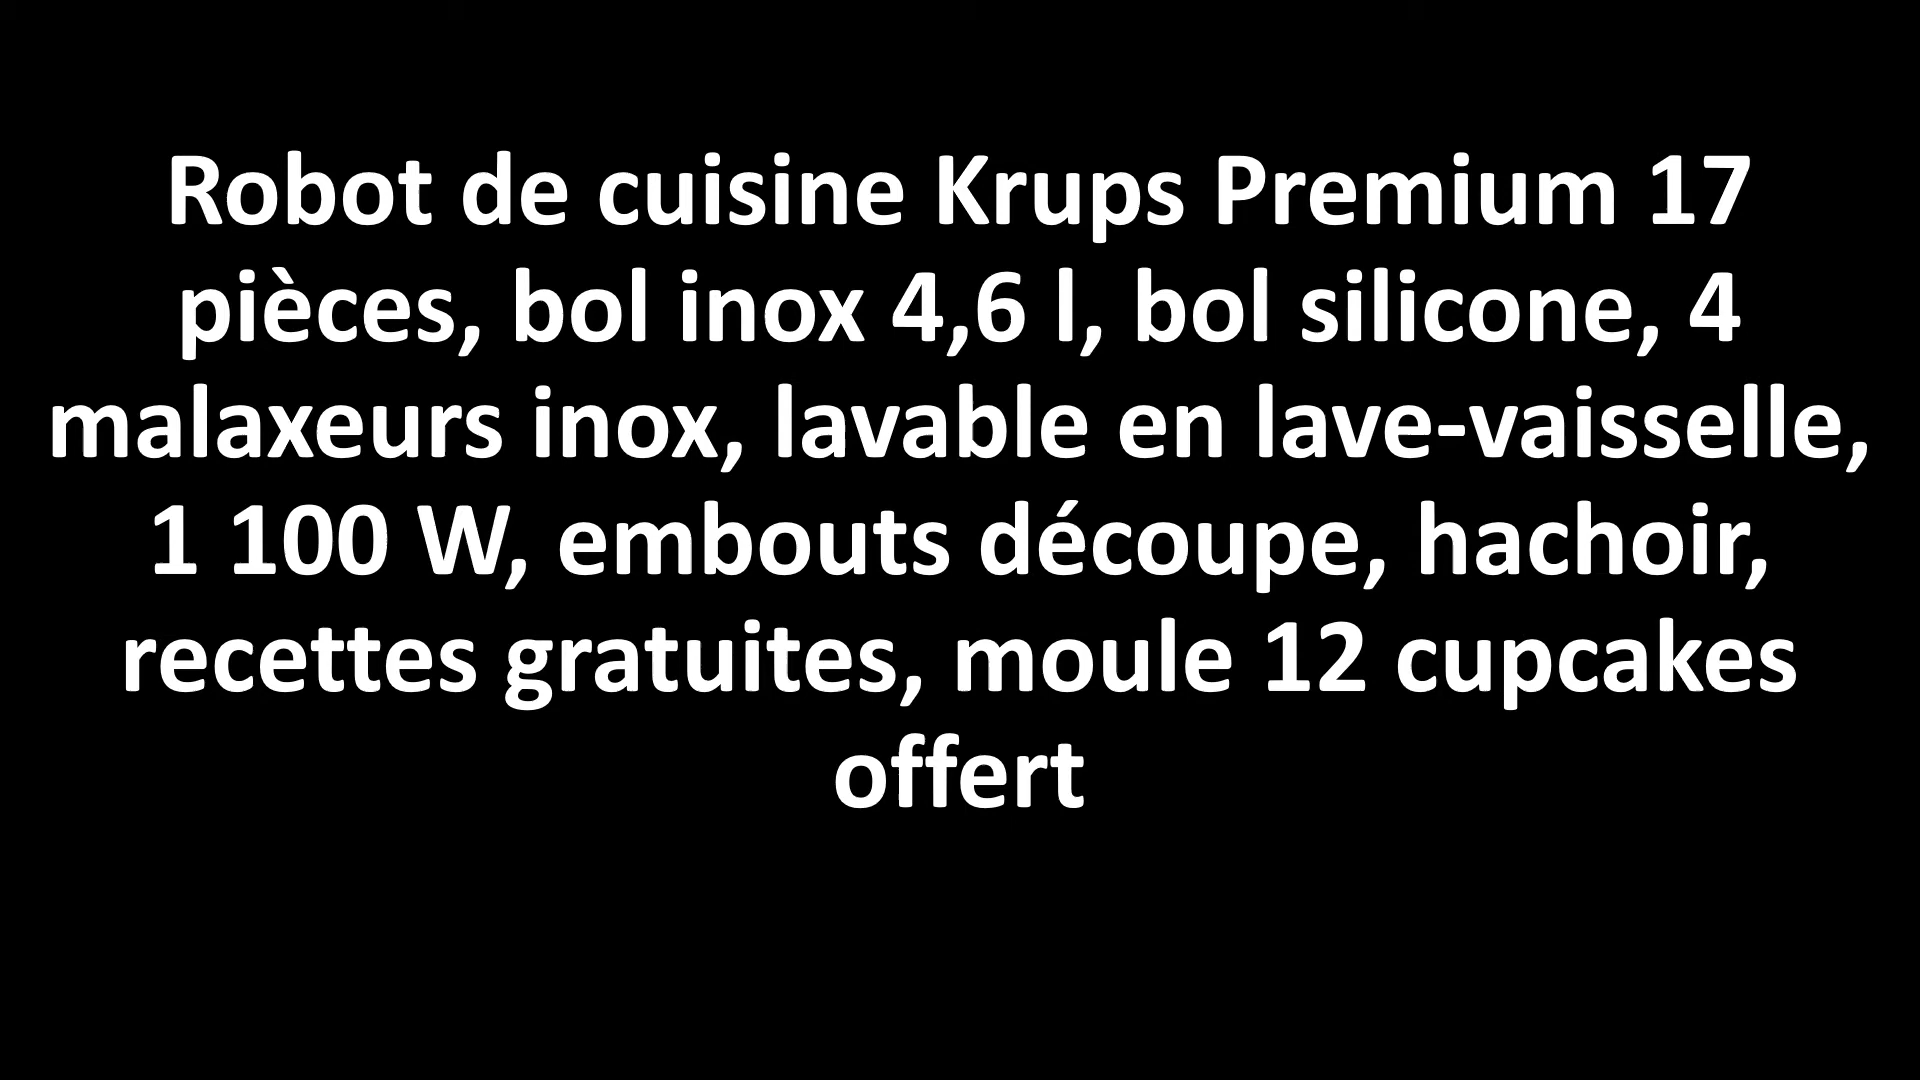 Robot de cuisine Krups Premium 17
pièces, bol inox 4,6 l, bol silicone, 4
malaxeurs inox, lavable en lave-vaisselle,
1 100 W, embouts découpe, hachoir,
recettes gratuites, moule 12 cupcakes
offert